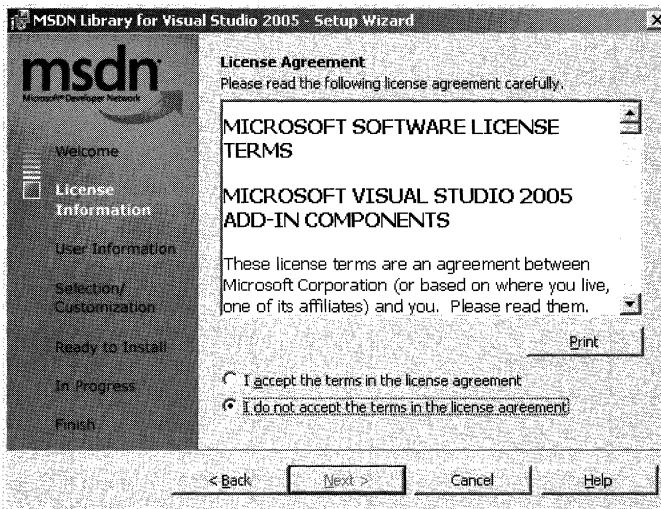 MSDN Library for Visual Studio 2005 - Setup Wizard
msdn
Microsoft Developer Network
Welcome
License
Information
User Information
Selection/
Customization
Ready to Install
In Progress
Finish
License Agreement
Please read the following license agreement carefully.
MICROSOFT SOFTWARE LICENSE
TERMS
MICROSOFT VISUAL STUDIO 2005
ADD-IN COMPONENTS
These license terms are an agreement between
Microsoft Corporation (or based on where you live,
one of its affiliates) and you. Please read them.
Print
I accept the terms in the license agreement
I do not accept the terms in the license agreement
< Back
Next >
Cancel
Help